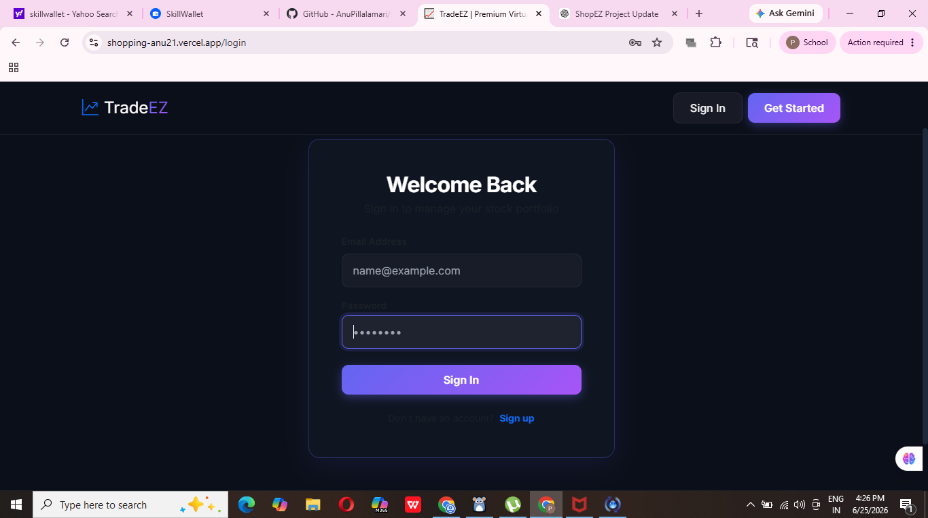 skillwallet - Yahoo Searc
SkillWallet
GitHub - AnuPillalamari/
TradeEZ | Premium Virtu
ShopEZ Project Update
Ask Gemini
shopping-anu21.vercel.app/login
School
Action required
TradeEZ
Sign In
Get Started
Welcome Back
Sign in to manage your stock portfolio
Email Address
name@example.com
Password
Sign In
Don't have an account? Sign up
Type here to search
ENG
IN
4:26 PM
6/25/2026